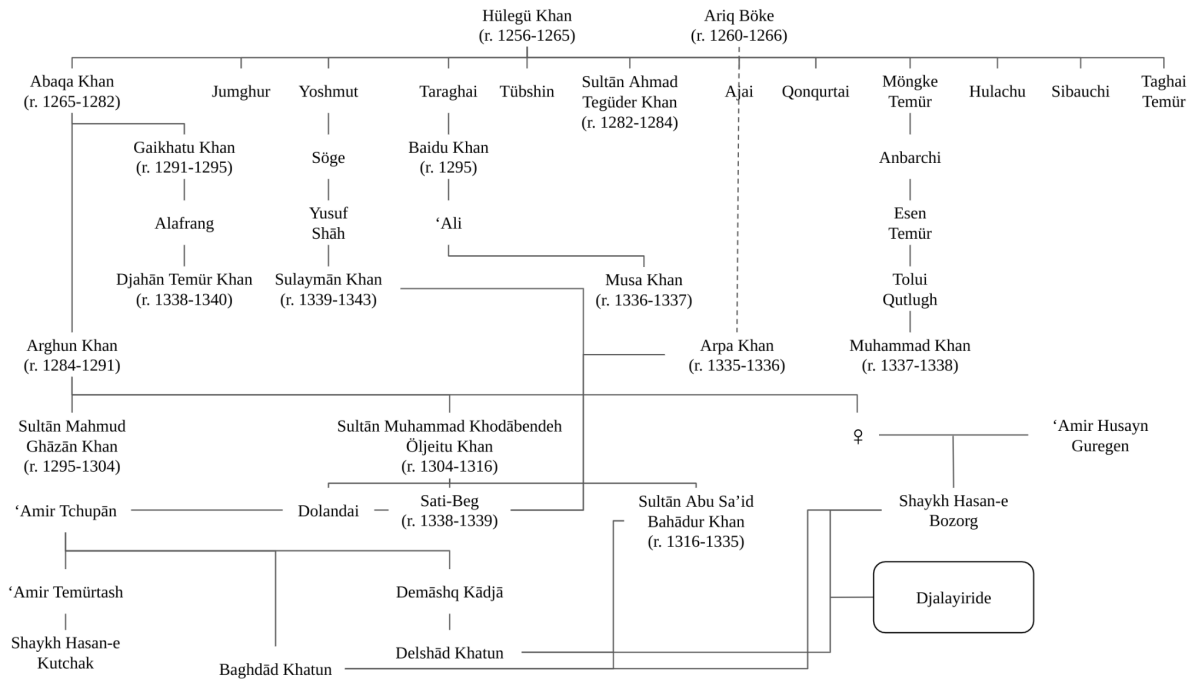 Hülegü Khan
(r. 1256-1265)
Ariq Böke
(r. 1260-1266)
Abaqa Khan
(r. 1265-1282)
Jumghur
Yoshmut
Taraghai
Tübshin
Sultān Ahmad
Tegüder Khan
(r. 1282-1284)
Ajai
Qonqurtai
Möngke
Temür
Hulachu
Sibauchi
Taghai
Temür
Gaikhatu Khan
(r. 1291-1295)
Söge
Baidu Khan
(r. 1295)
Anbarchi
Alafrang
Yusuf
Shāh
‘Ali
Esen
Temür
Djahān Temür Khan
(r. 1338-1340)
Sulaymān Khan
(r. 1339-1343)
Musa Khan
(r. 1336-1337)
Tolui
Qutlugh
Arghun Khan
(r. 1284-1291)
Arpa Khan
(r. 1335-1336)
Muhammad Khan
(r. 1337-1338)
Sultān Mahmud
Ghāzān Khan
(r. 1295-1304)
Sultān Muhammad Khodābendeh
Öljeitu Khan
(r. 1304-1316)
♀
‘Amir Husayn
Guregen
‘Amir Tchupān
Dolandai
Sati-Beg
(r. 1338-1339)
Sultān Abu Sa’id
Bahādur Khan
(r. 1316-1335)
Shaykh Hasan-e
Bozorg
‘Amir Temürtash
Demāshq Kādjā
Djalayiride
Shaykh Hasan-e
Kutchak
Baghdād Khatun
Delshād Khatun